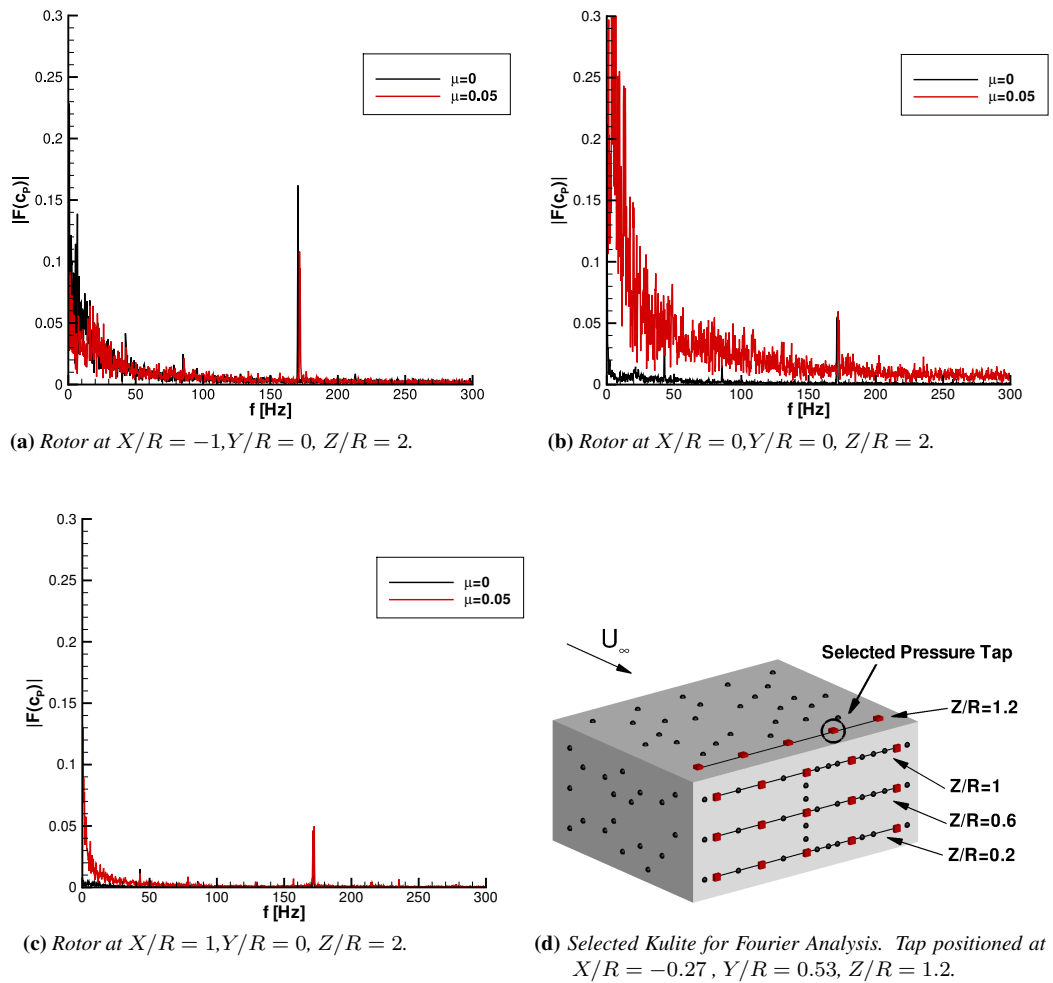 0.3
0.25
0.2
0.15
0.1
0.05
0
|F(cP)|
0 50 100 150 200 250 300
f [Hz]
μ=0
μ=0.05
(a) Rotor at X/R = −1,Y/R = 0, Z/R = 2.
0.3
0.25
0.2
0.15
0.1
0.05
0
|F(cP)|
0 50 100 150 200 250 300
f [Hz]
μ=0
μ=0.05
(b) Rotor at X/R = 0,Y/R = 0, Z/R = 2.
0.3
0.25
0.2
0.15
0.1
0.05
0
|F(cP)|
0 50 100 150 200 250 300
f [Hz]
μ=0
μ=0.05
(c) Rotor at X/R = 1,Y/R = 0, Z/R = 2.
U∞
Selected Pressure Tap
Z/R=1.2
Z/R=1
Z/R=0.6
Z/R=0.2
(d) Selected Kulite for Fourier Analysis. Tap positioned at
X/R = −0.27 , Y/R = 0.53, Z/R = 1.2.